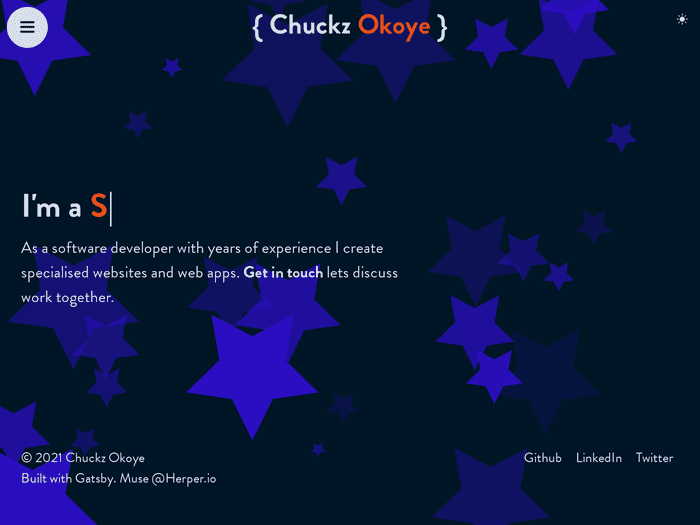 { Chuckz Okoye }
I'm a S
As a software developer with years of experience I create
specialised websites and web apps. Get in touch lets discuss
work together.
© 2021 Chuckz Okoye
Built with Gatsby. Muse @Herper.io
Github LinkedIn Twitter